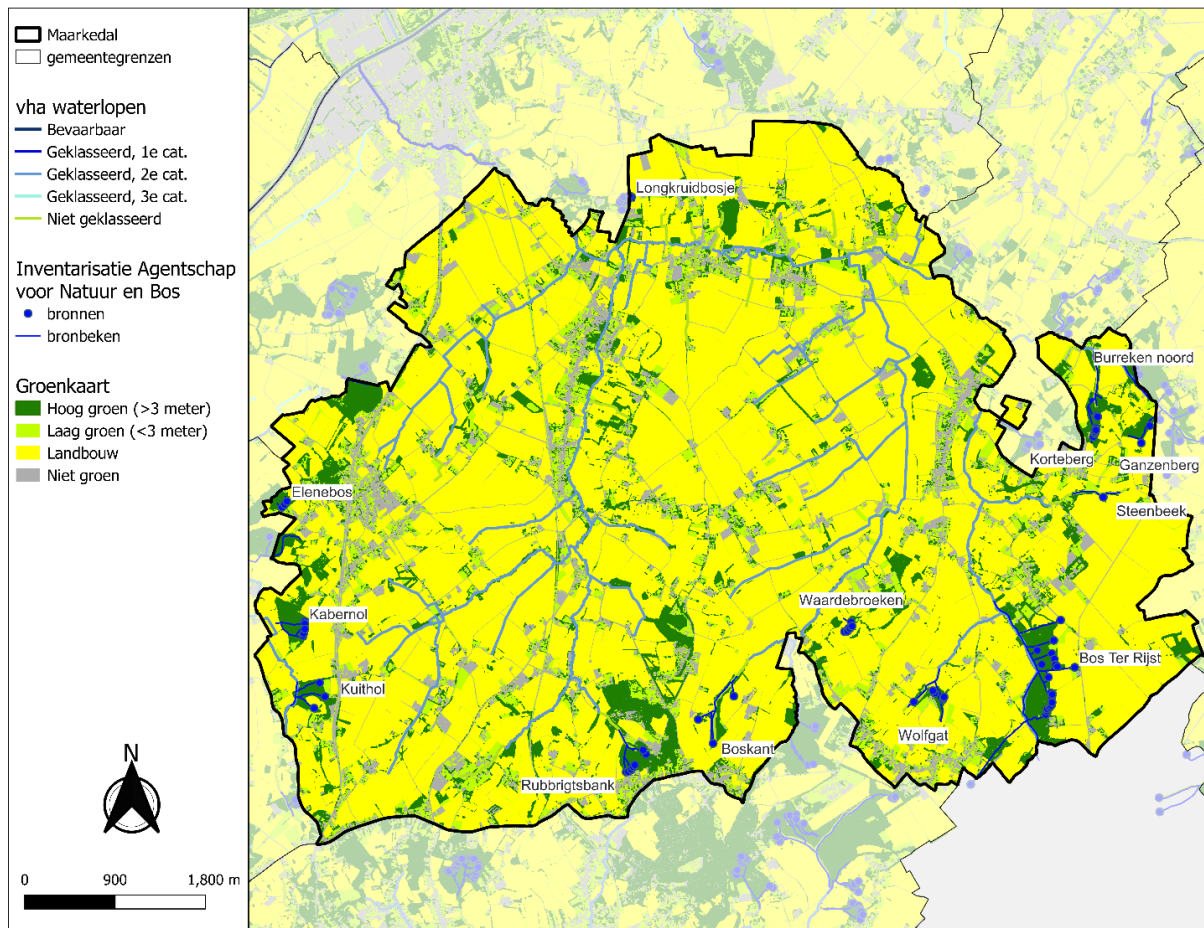 Maarkedal
gemeentegrenzen
vha waterlopen
Bevaarbaar
Geklasseerd, 1e cat.
Geklasseerd, 2e cat.
Geklasseerd, 3e cat.
Niet geklasseerd
Inventarisatie Agentschap
voor Natuur en Bos
bronnen
bronbeken
Groenkaart
Hoog groen (>3 meter)
Laag groen (<3 meter)
Landbouw
Niet groen
N
0 900 1,800 m
Longkruidbosje
Burreken noord
Korteberg
Ganzenberg
Steenbeek
Elenebos
Waardebroeken
Kabernol
Bos Ter Rijst
Kuithol
Wolfgat
Boskant
Rubbrigtsbank